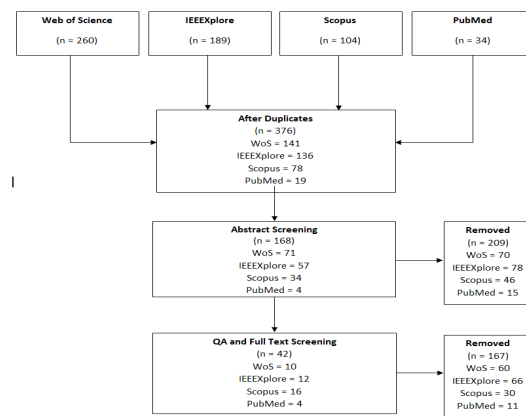 Web of Science
(n = 260)
IEEEXplore
(n = 189)
Scopus
(n = 104)
PubMed
(n = 34)
After Duplicates
(n = 376)
WoS = 141
IEEEXplore = 136
Scopus = 78
PubMed = 19
Abstract Screening
(n = 168)
WoS = 71
IEEEXplore = 57
Scopus = 34
PubMed = 4
Removed
(n = 209)
WoS = 70
IEEEXplore = 78
Scopus = 46
PubMed = 15
QA and Full Text Screening
(n = 42)
WoS = 10
IEEEXplore = 12
Scopus = 16
PubMed = 4
Removed
(n = 167)
WoS = 60
IEEEXplore = 66
Scopus = 30
PubMed = 11